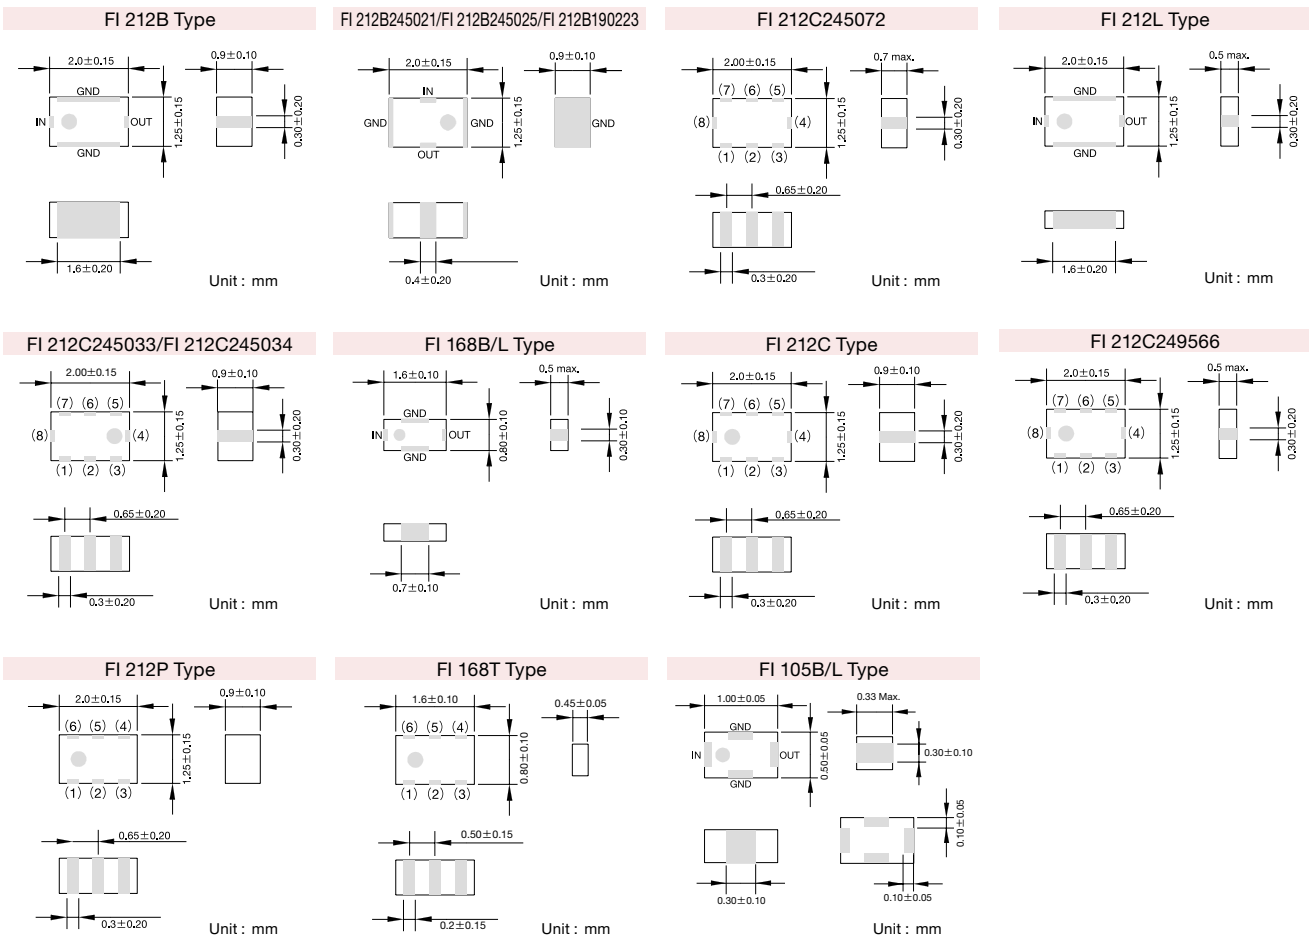 FI 212B Type
2.0±0.15
0.9±0.10
GND
IN
OUT
GND
1.25±0.15
0.30±0.20
1.6±0.20
Unit : mm
FI 212B245021/FI 212B245025/FI 212B190223
2.0±0.15
0.9±0.10
IN
GND
GND
OUT
1.25±0.15
GND
0.4±0.20
Unit : mm
FI 212C245072
2.00±0.15
0.7 max.
(7) (6) (5)
(8)
(4)
(1) (2) (3)
1.25±0.15
0.30±0.20
0.65±0.20
0.3±0.20
Unit : mm
FI 212L Type
2.0±0.15
0.5 max.
GND
IN
OUT
GND
1.25±0.15
0.30±0.20
1.6±0.20
Unit : mm
FI 212C245033/FI 212C245034
2.00±0.15
0.9±0.10
(7) (6) (5)
(8)
(4)
(1) (2) (3)
1.25±0.15
0.30±0.20
0.65±0.20
0.3±0.20
Unit : mm
FI 168B/L Type
1.6±0.10
0.5 max.
GND
IN
OUT
GND
0.80±0.10
0.30±0.10
0.7±0.10
Unit : mm
FI 212C Type
2.0±0.15
0.9±0.10
(7) (6) (5)
(8)
(4)
(1) (2) (3)
1.25±0.15
0.30±0.20
0.65±0.20
0.3±0.20
Unit : mm
FI 212C249566
2.0±0.15
0.5 max.
(7) (6) (5)
(8)
(4)
(1) (2) (3)
1.25±0.15
0.30±0.20
0.65±0.20
0.3±0.20
Unit : mm
FI 212P Type
2.0±0.15
0.9±0.10
(6) (5) (4)
(1) (2) (3)
1.25±0.15
0.65±0.20
0.3±0.20
Unit : mm
FI 168T Type
1.6±0.10
0.45±0.05
(6) (5) (4)
(1) (2) (3)
0.80±0.10
0.50±0.15
0.2±0.15
Unit : mm
FI 105B/L Type
1.00±0.05
0.33 Max.
GND
IN
OUT
GND
0.50±0.05
0.30±0.10
0.10±0.05
0.30±0.10
0.10±0.05
Unit : mm